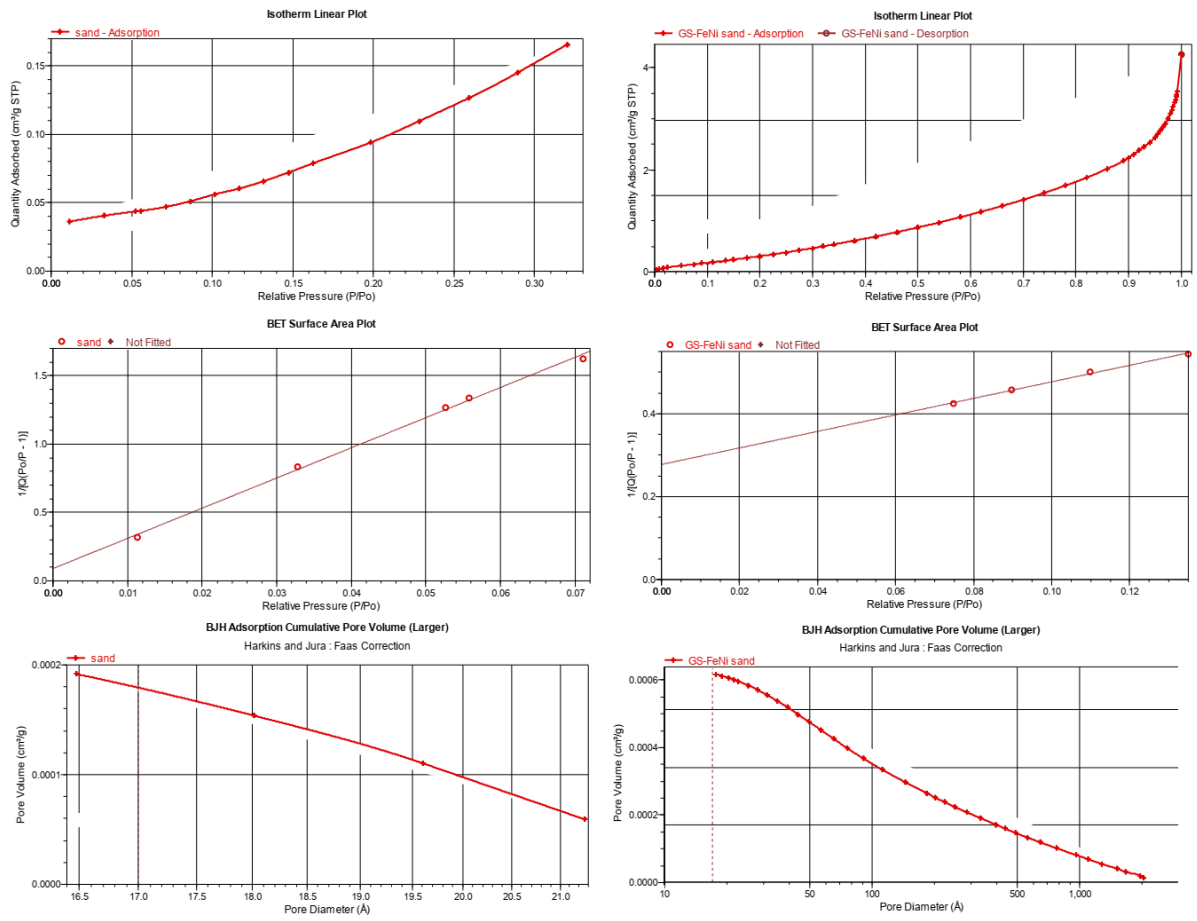 Isotherm Linear Plot
sand - Adsorption
Quantity Adsorbed (cm³/g STP)
0.15
0.10
0.05
0.00
0.00 0.05 0.10 0.15 0.20 0.25 0.30
Relative Pressure (P/Po)
Isotherm Linear Plot
GS-FeNi sand - Adsorption GS-FeNi sand - Desorption
Quantity Adsorbed (cm³/g STP)
4
2
0
0.0 0.1 0.2 0.3 0.4 0.5 0.6 0.7 0.8 0.9 1.0
Relative Pressure (P/Po)
BET Surface Area Plot
sand Not Fitted
1/[Q(Po/P - 1)]
1.5
1.0
0.5
0.0
0.00 0.01 0.02 0.03 0.04 0.05 0.06 0.07
Relative Pressure (P/Po)
BET Surface Area Plot
GS-FeNi sand Not Fitted
1/[Q(Po/P - 1)]
0.4
0.2
0.0
0.00 0.02 0.04 0.06 0.08 0.10 0.12
Relative Pressure (P/Po)
BJH Adsorption Cumulative Pore Volume (Larger)
Harkins and Jura : Faas Correction
sand
Pore Volume (cm³/g)
0.0002
0.0001
0.0000
16.5 17.0 17.5 18.0 18.5 19.0 19.5 20.0 20.5 21.0
Pore Diameter (Å)
BJH Adsorption Cumulative Pore Volume (Larger)
Harkins and Jura : Faas Correction
GS-FeNi sand
Pore Volume (cm³/g)
0.0006
0.0004
0.0002
0.0000
10 50 100 500 1,000
Pore Diameter (Å)